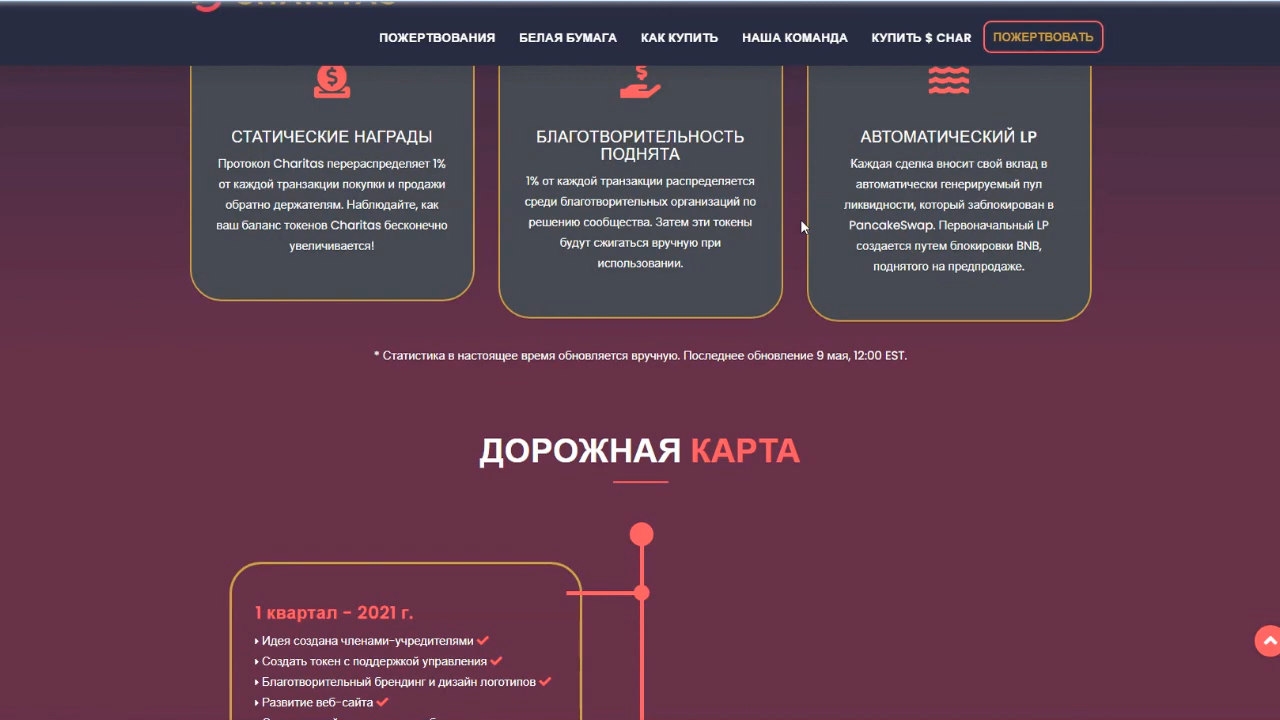 ПОЖЕРТВОВАНИЯ БЕЛАЯ БУМАГА КАК КУПИТЬ НАША КОМАНДА КУПИТЬ $ CHAR ПОЖЕРТВОВАТЬ
СТАТИЧЕСКИЕ НАГРАДЫ
Протокол Charitas перераспределяет 1%
от каждой транзакции покупки и продажи
обратно держателям. Наблюдайте, как
ваш баланс токенов Charitas бесконечно
увеличивается!
БЛАГОТВОРИТЕЛЬНОСТЬ
ПОДНЯТА
1% от каждой транзакции распределяется
среди благотворительных организаций по
решению сообщества. Затем эти токены
будут сжигаться вручную при
использовании.
АВТОМАТИЧЕСКИЙ LP
Каждая сделка вносит свой вклад в
автоматически генерируемый пул
ликвидности, который заблокирован в
PancakeSwap. Первоначальный LP
создается путем блокировки BNB,
поднятого на предпродаже.
* Статистика в настоящее время обновляется вручную. Последнее обновление 9 мая, 12:00 EST.
ДОРОЖНАЯ КАРТА
1 квартал - 2021 г.
Идея создана членами-учредителями
Создать токен с поддержкой управления
Благотворительный брендинг и дизайн логотипов
Развитие веб-сайта